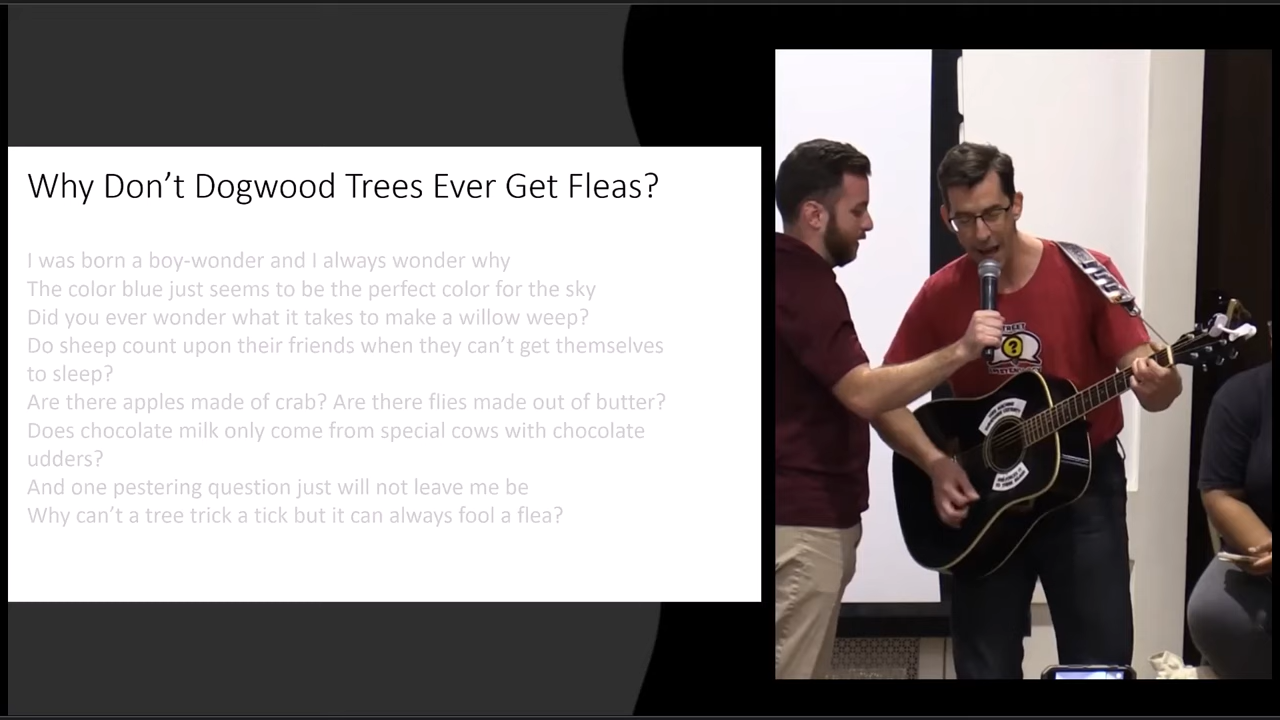 Why Don't Dogwood Trees Ever Get Fleas?
I was born a boy-wonder and I always wonder why
The color blue just seems to be the perfect color for the sky
Did you ever wonder what it takes to make a willow weep?
Do sheep count upon their friends when they can't get themselves
to sleep?
Are there apples made of crab? Are there flies made out of butter?
Does chocolate milk only come from special cows with chocolate
udders?
And one pestering question just will not leave me be
Why can't a tree trick a tick but it can always fool a flea?
STREET
?